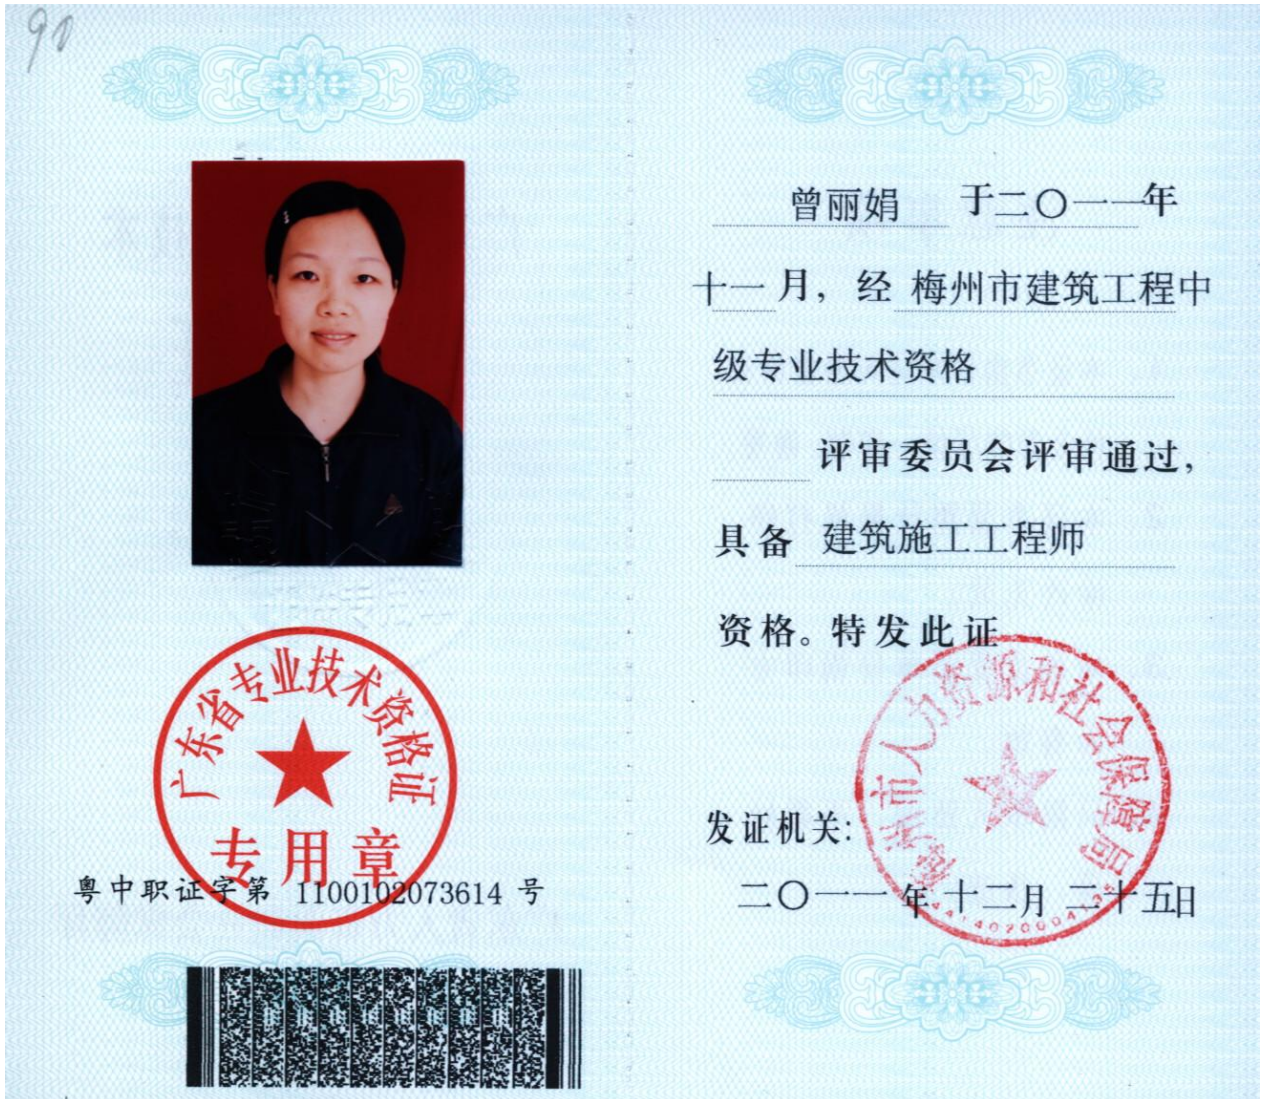 90
广东省专业技术资格证
专用章
粤中职证字第 1100102073614 号
曾丽娟 于二〇一一年
十一月，经 梅州市建筑工程中
级专业技术资格
评审委员会评审通过，
具备 建筑施工工程师
资格。特发此证
梅州市人力资源和社会保障局
发证机关:
二〇一一年 十二月 二十五日